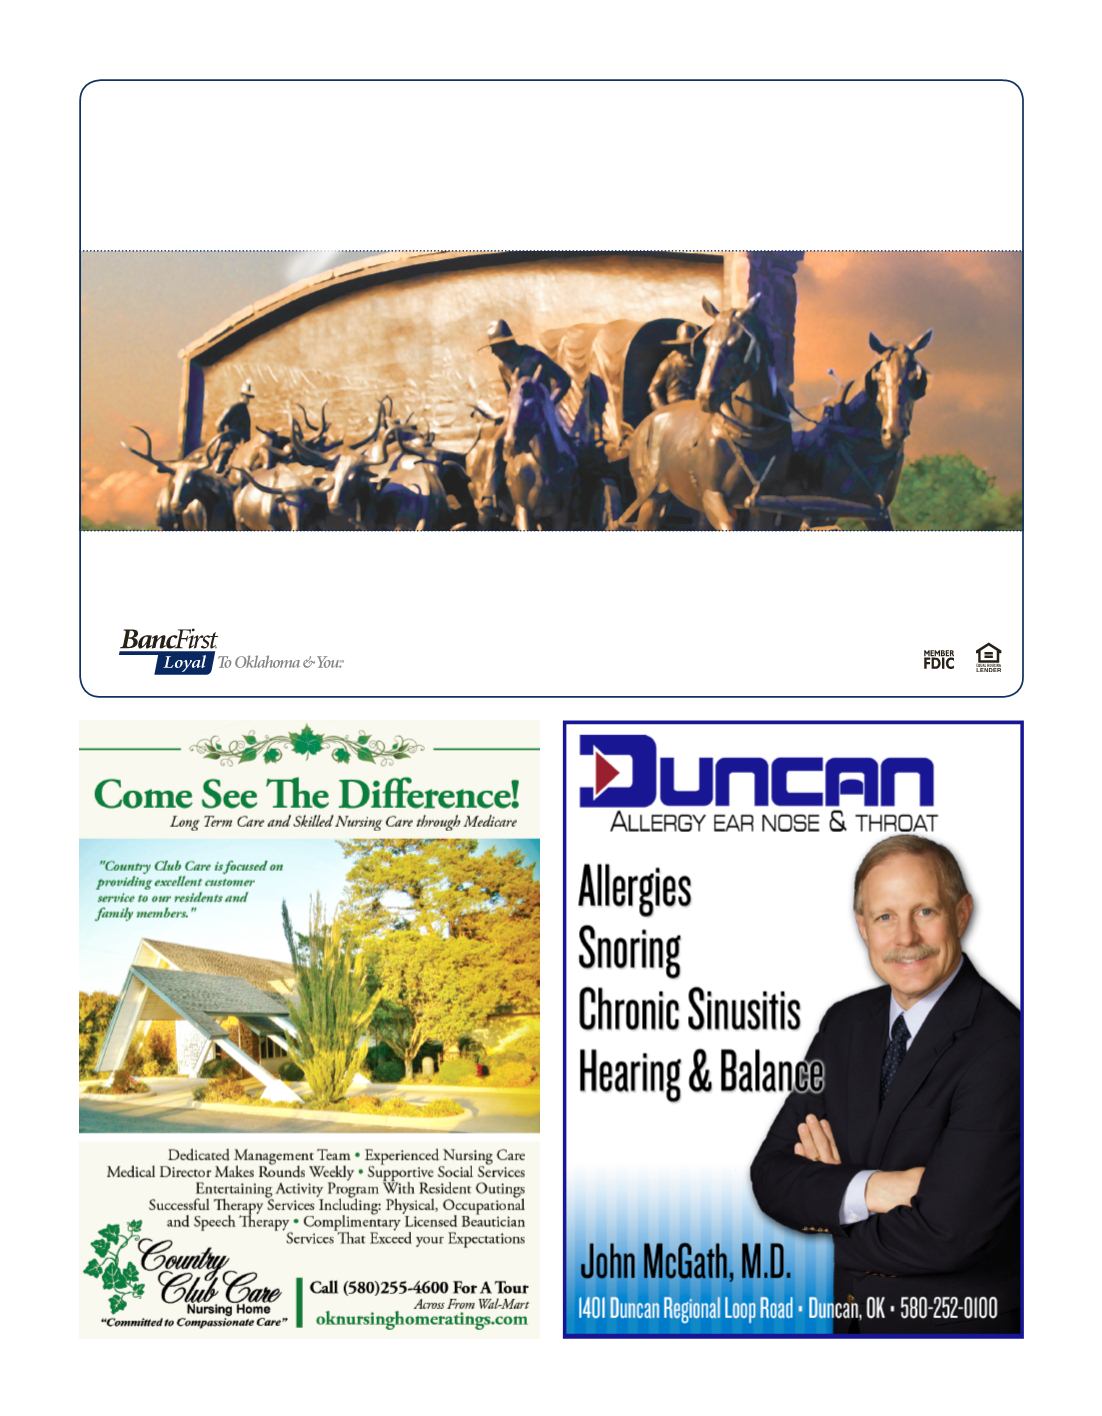 BancFirst
Loyal To Oklahoma & You.
MEMBER
FDIC
EQUAL HOUSING
LENDER
Come See The Difference!
Long Term Care and Skilled Nursing Care through Medicare
"Country Club Care is focused on
providing excellent customer
service to our residents and
family members."
Dedicated Management Team • Experienced Nursing Care
Medical Director Makes Rounds Weekly • Supportive Social Services
Entertaining Activity Program With Resident Outings
Successful Therapy Services Including: Physical, Occupational
and Speech Therapy • Complimentary Licensed Beautician
Services That Exceed your Expectations
Country
Club Care
Nursing Home
"Committed to Compassionate Care"
Call (580)255-4600 For A Tour
Across From Wal-Mart
oknursinghomeratings.com
DUNCAN
ALLERGY EAR NOSE & THROAT
Allergies
Snoring
Chronic Sinusitis
Hearing & Balance
John McGath, M.D.
1401 Duncan Regional Loop Road • Duncan, OK • 580-252-0100